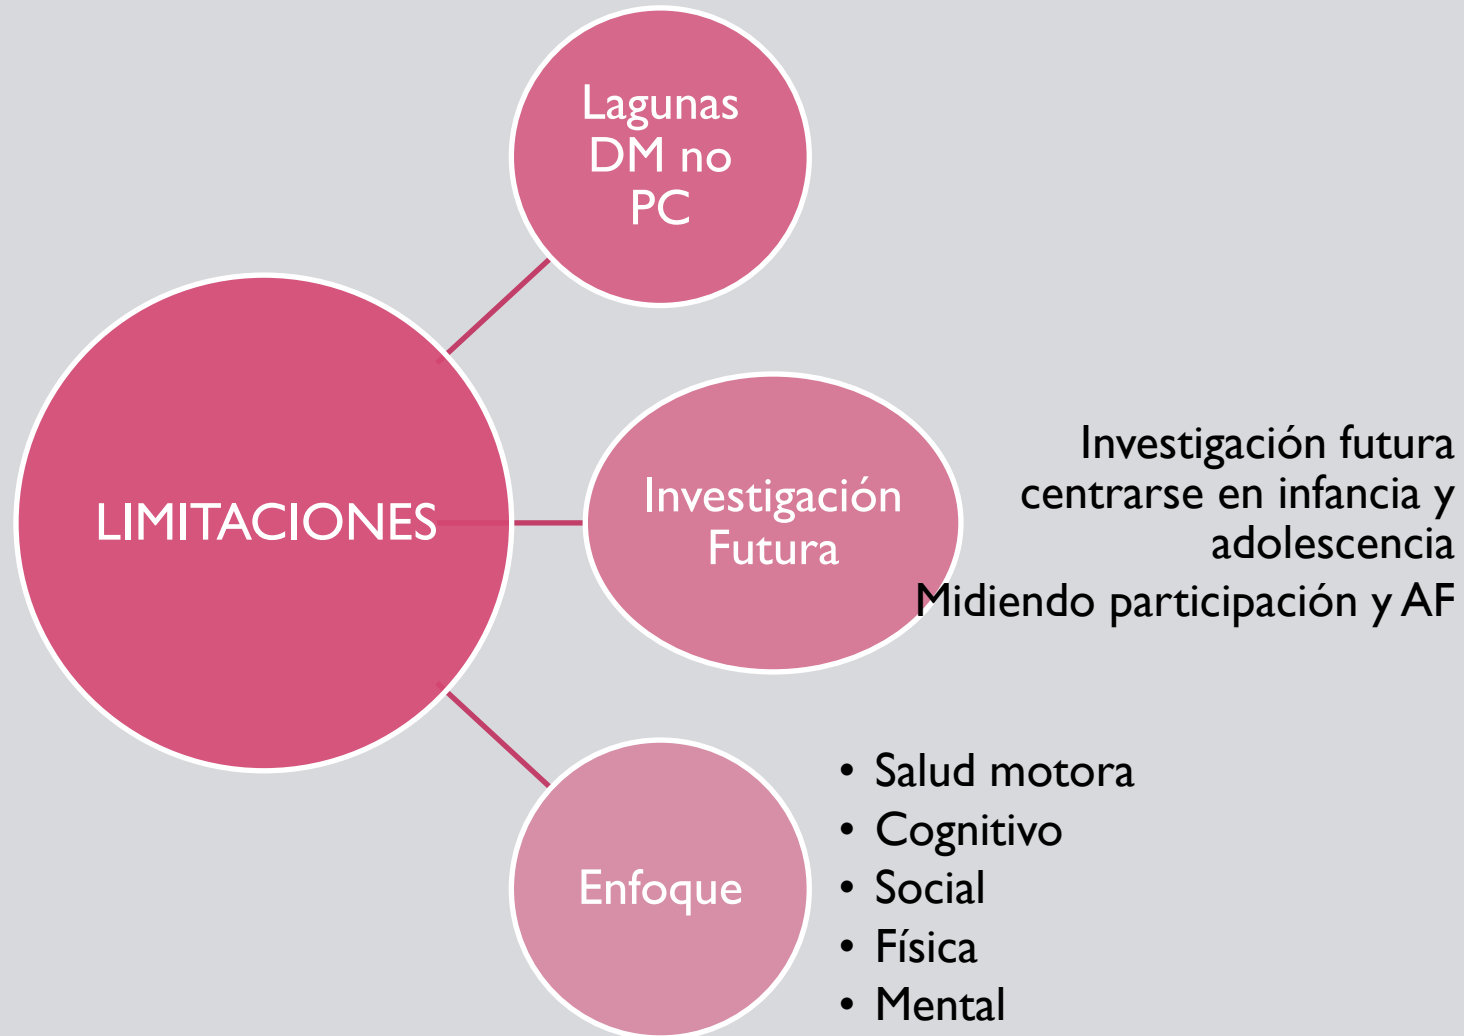 Lagunas
DM no
PC
LIMITACIONES
Investigación
Futura
Investigación futura
centrarse en infancia y
adolescencia
Midiendo participación y AF
Enfoque
• Salud motora
• Cognitivo
• Social
• Física
• Mental